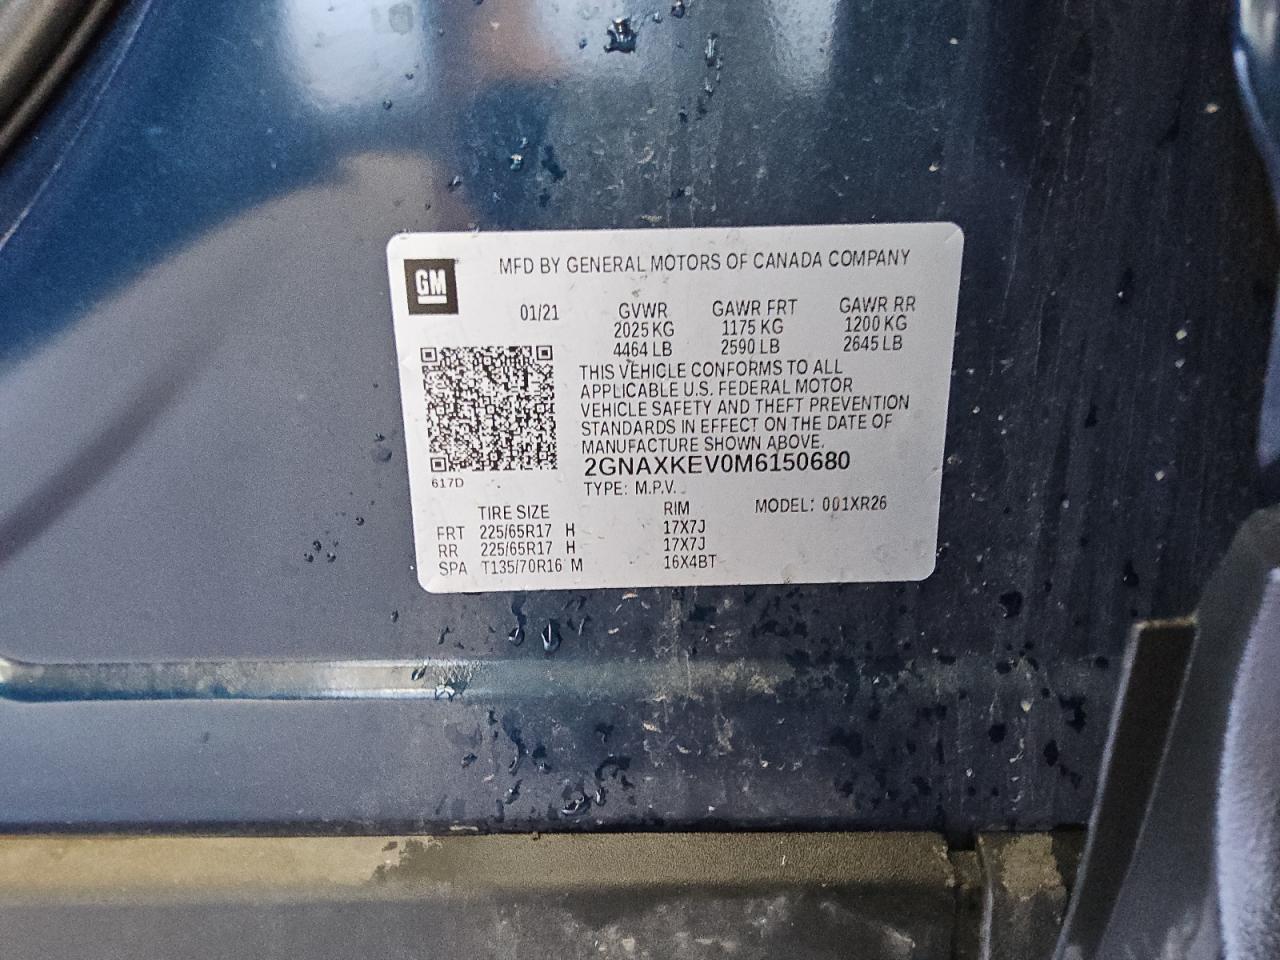 GM
MFD BY GENERAL MOTORS OF CANADA COMPANY
01/21 GVWR GAWR FRT GAWR RR
2025 KG 1175 KG 1200 KG
4464 LB 2590 LB 2645 LB
THIS VEHICLE CONFORMS TO ALL
APPLICABLE U.S. FEDERAL MOTOR
VEHICLE SAFETY AND THEFT PREVENTION
STANDARDS IN EFFECT ON THE DATE OF
MANUFACTURE SHOWN ABOVE.
2GNAXKEV0M6150680
617D
TYPE: M.P.V.
TIRE SIZE RIM MODEL: 001XR26
FRT 225/65R17 H 17X7J
RR 225/65R17 H 17X7J
SPA T135/70R16 M 16X4BT